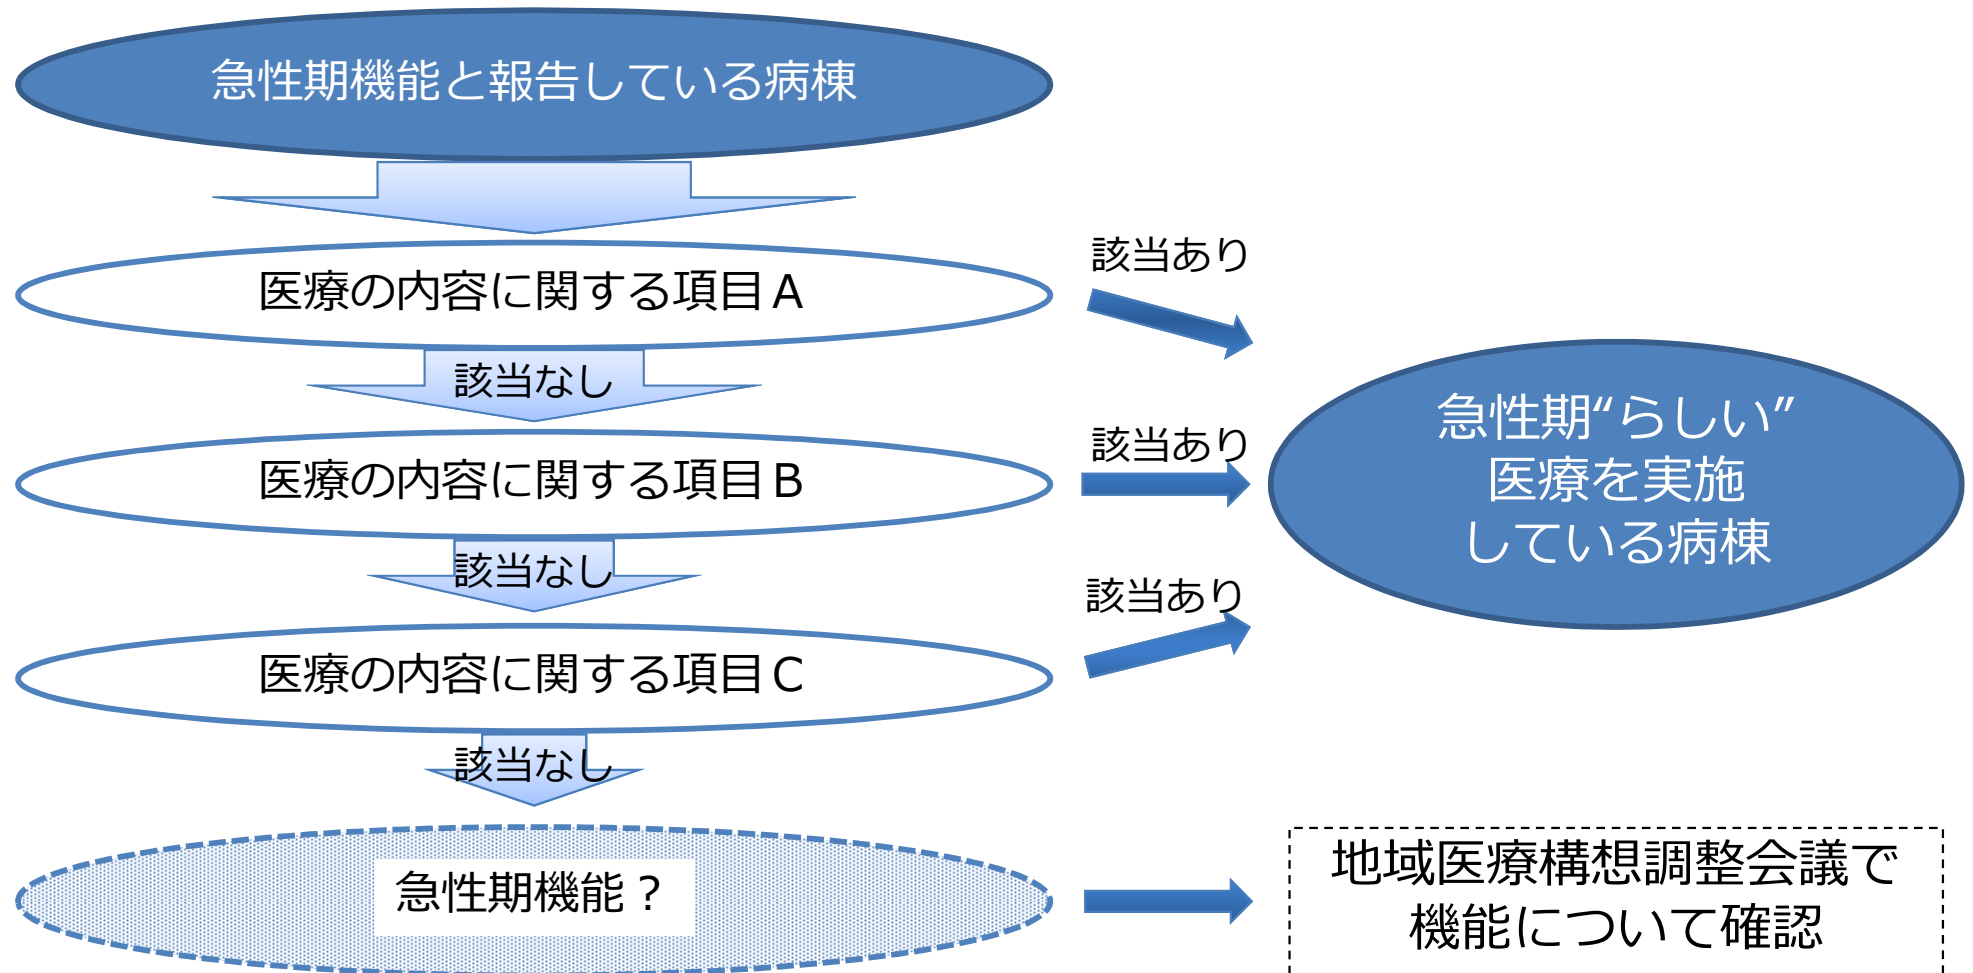 急性期機能と報告している病棟
医療の内容に関する項目A
該当あり
該当なし
医療の内容に関する項目B
該当あり
急性期“らしい”
医療を実施
している病棟
該当なし
該当あり
医療の内容に関する項目C
該当なし
急性期機能？
地域医療構想調整会議で
機能について確認